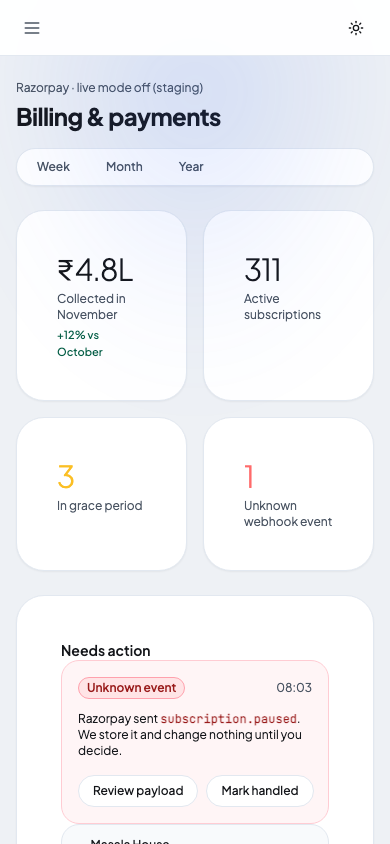 Razorpay · live mode off (staging)
Billing & payments
Week Month Year
₹4.8L
Collected in
November
+12% vs
October
311
Active
subscriptions
3
In grace period
1
Unknown
webhook event
Needs action
Unknown event 08:03
Razorpay sent subscription.paused.
We store it and change nothing until you
decide.
Review payload Mark handled
Masala House